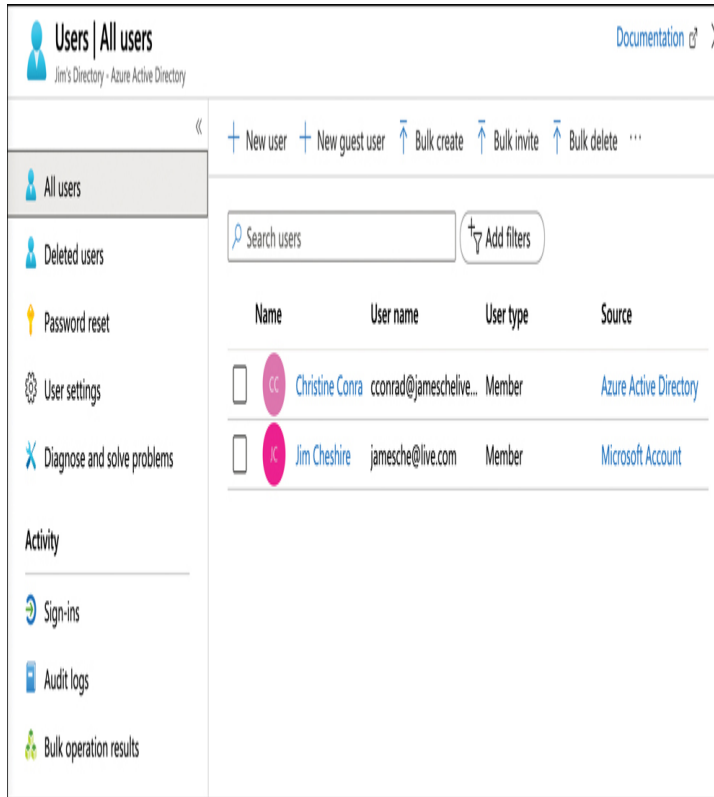 Users | All users
Documentation
Jim's Directory - Azure Active Directory
«
+ New user + New guest user Bulk create Bulk invite Bulk delete ...
All users
Deleted users
Password reset
User settings
Diagnose and solve problems
Activity
Sign-ins
Audit logs
Bulk operation results
Search users
Add filters
Name User name User type Source
CC Christine Conra cconrad@jameschelive... Member Azure Active Directory
JC Jim Cheshire jamesche@live.com Member Microsoft Account